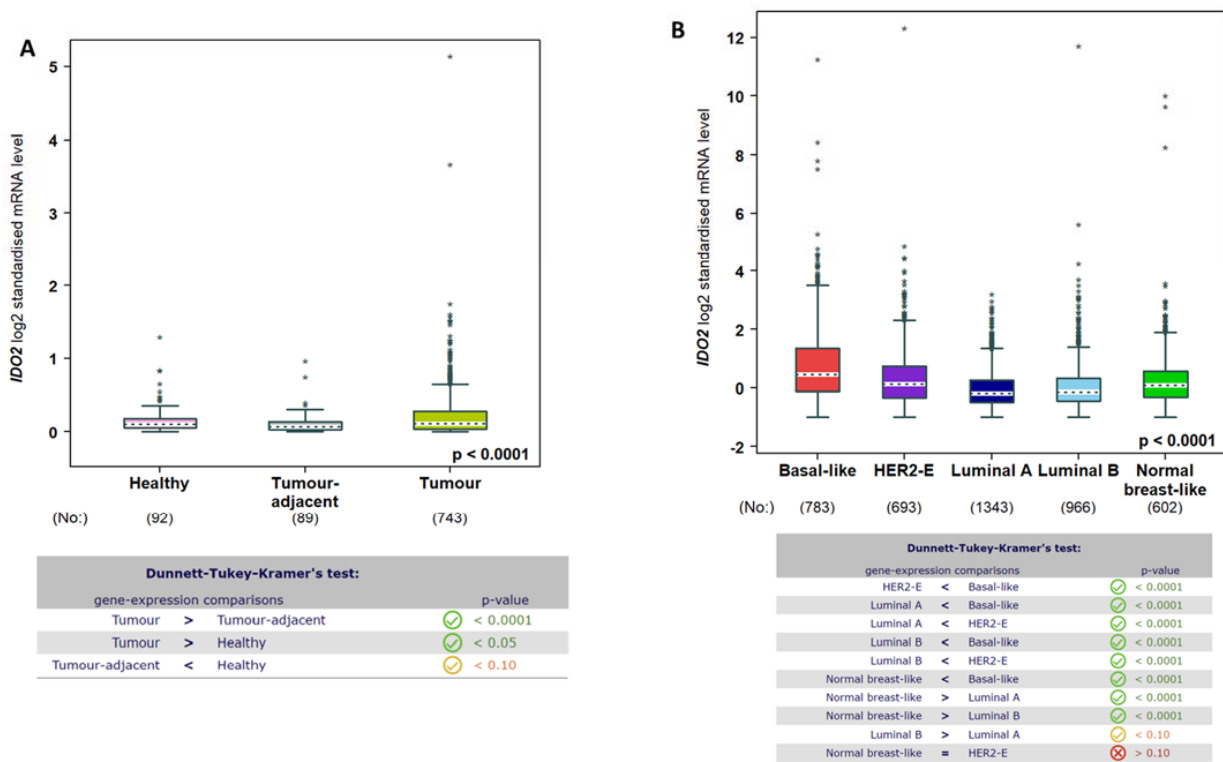 A
IDO2 log2 standardised mRNA level
5
4
3
2
1
0
p < 0.0001
Healthy Tumour-adjacent Tumour
(No:) (92) (89) (743)
Dunnett-Tukey-Kramer's test:
gene-expression comparisons p-value
Tumour > Tumour-adjacent < 0.0001
Tumour > Healthy < 0.05
Tumour-adjacent < Healthy < 0.10
B
IDO2 log2 standardised mRNA level
12
10
8
6
4
2
0
-2
p < 0.0001
Basal-like HER2-E Luminal A Luminal B Normal
breast-like
(No:) (783) (693) (1343) (966) (602)
Dunnett-Tukey-Kramer's test:
gene-expression comparisons p-value
HER2-E < Basal-like < 0.0001
Luminal A < Basal-like < 0.0001
Luminal A < HER2-E < 0.0001
Luminal B < Basal-like < 0.0001
Luminal B < HER2-E < 0.0001
Normal breast-like < Basal-like < 0.0001
Normal breast-like > Luminal A < 0.0001
Normal breast-like > Luminal B < 0.0001
Luminal B > Luminal A < 0.10
Normal breast-like = HER2-E > 0.10